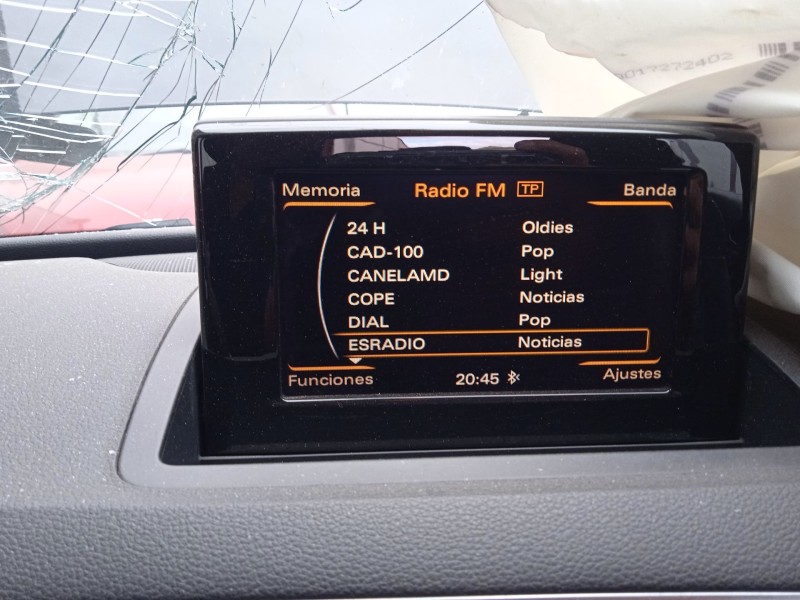 0017272402
Memoria Radio FM TP Banda
24 H Oldies
CAD-100 Pop
CANELAMD Light
COPE Noticias
DIAL Pop
ESRADIO Noticias
Funciones 20:45 Ajustes